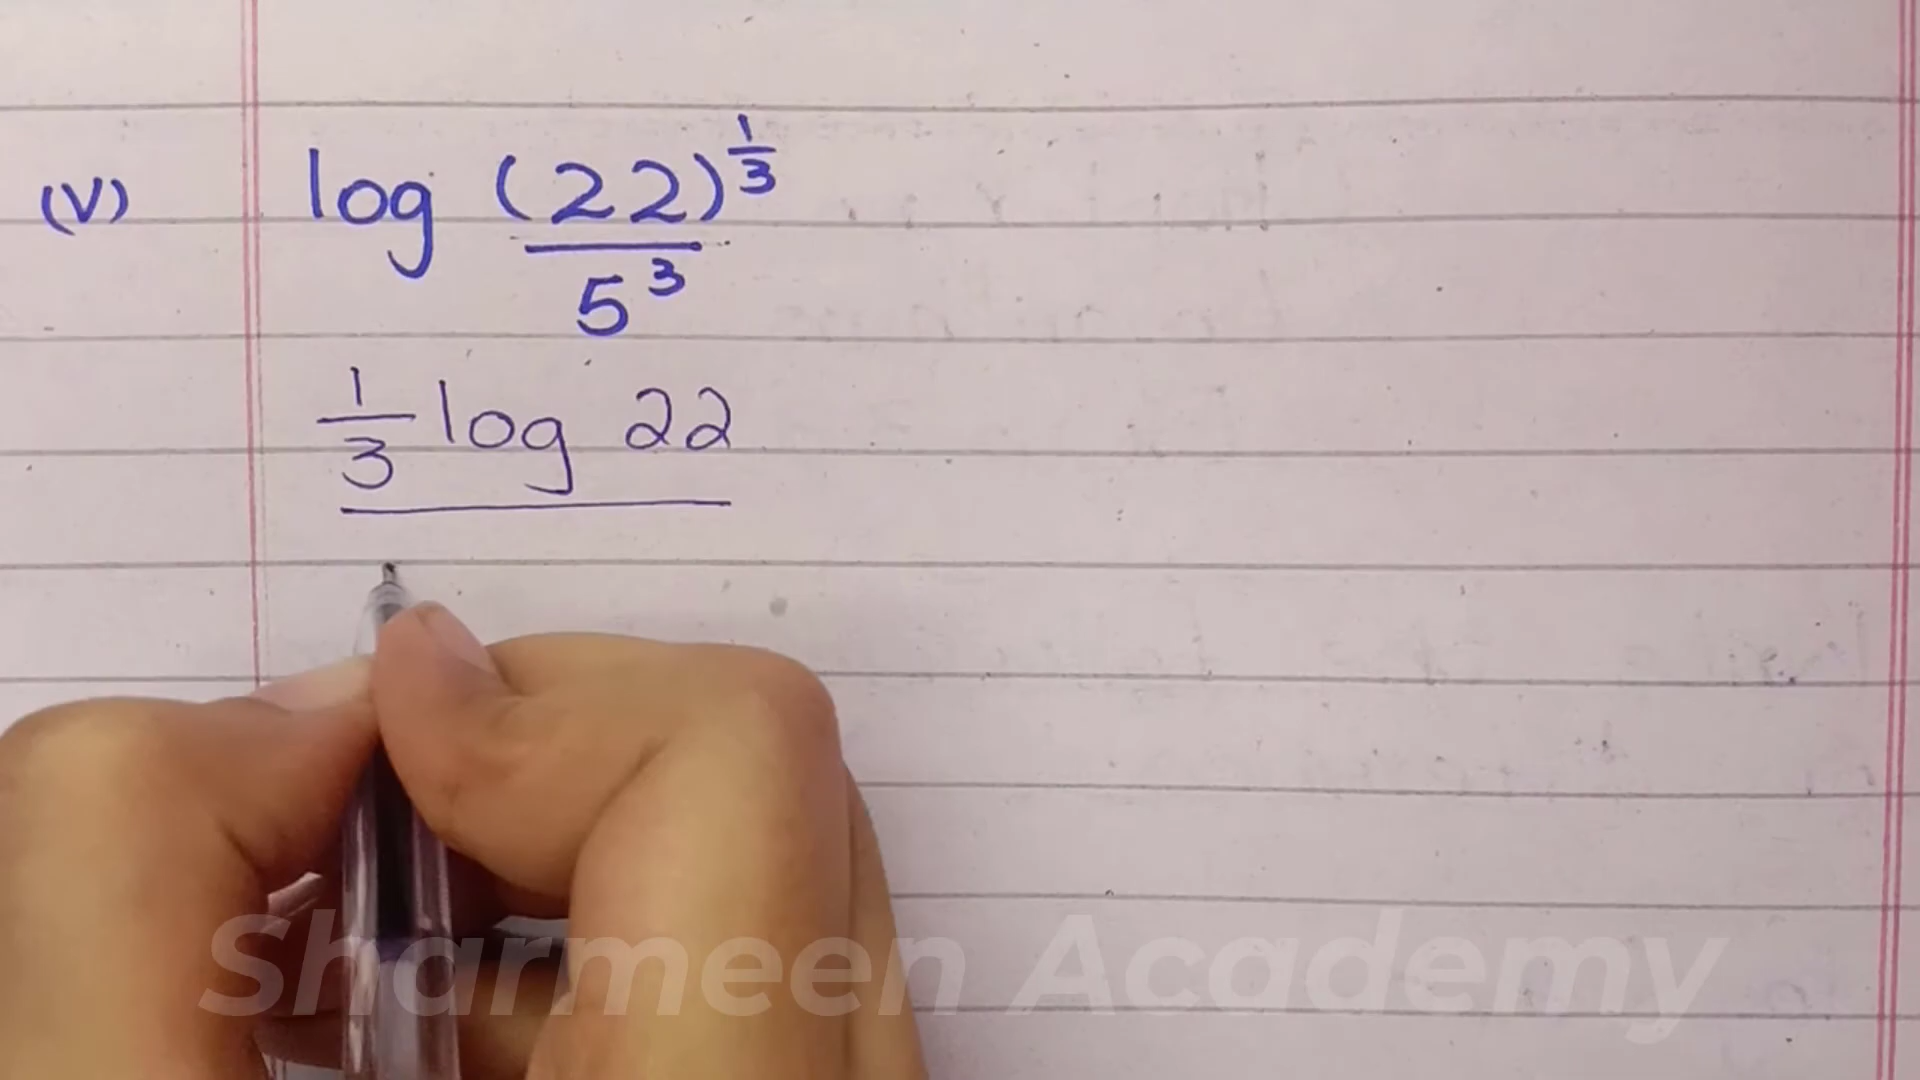 (V) log (22)^{1/3} / 5^3
1/3 log 22
Sharmeen Academy